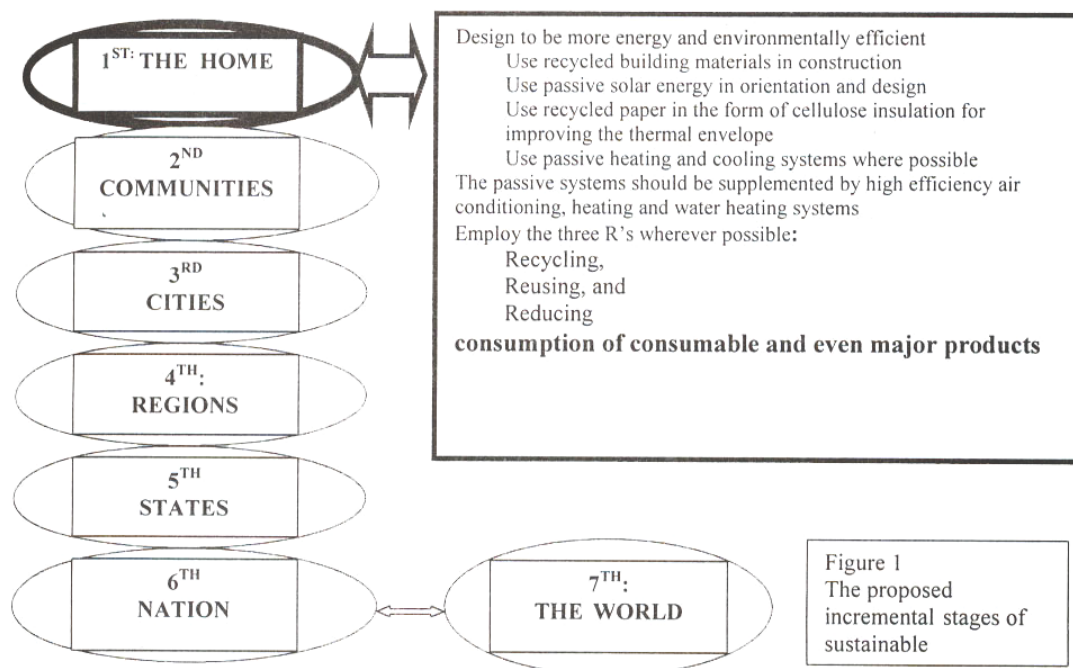 1ST: THE HOME
Design to be more energy and environmentally efficient
Use recycled building materials in construction
Use passive solar energy in orientation and design
Use recycled paper in the form of cellulose insulation for
improving the thermal envelope
Use passive heating and cooling systems where possible
The passive systems should be supplemented by high efficiency air
conditioning, heating and water heating systems
Employ the three R's wherever possible:
Recycling,
Reusing, and
Reducing
consumption of consumable and even major products
2ND
COMMUNITIES
3RD
CITIES
4TH:
REGIONS
5TH
STATES
6TH
NATION
7TH:
THE WORLD
Figure 1
The proposed
incremental stages of
sustainable